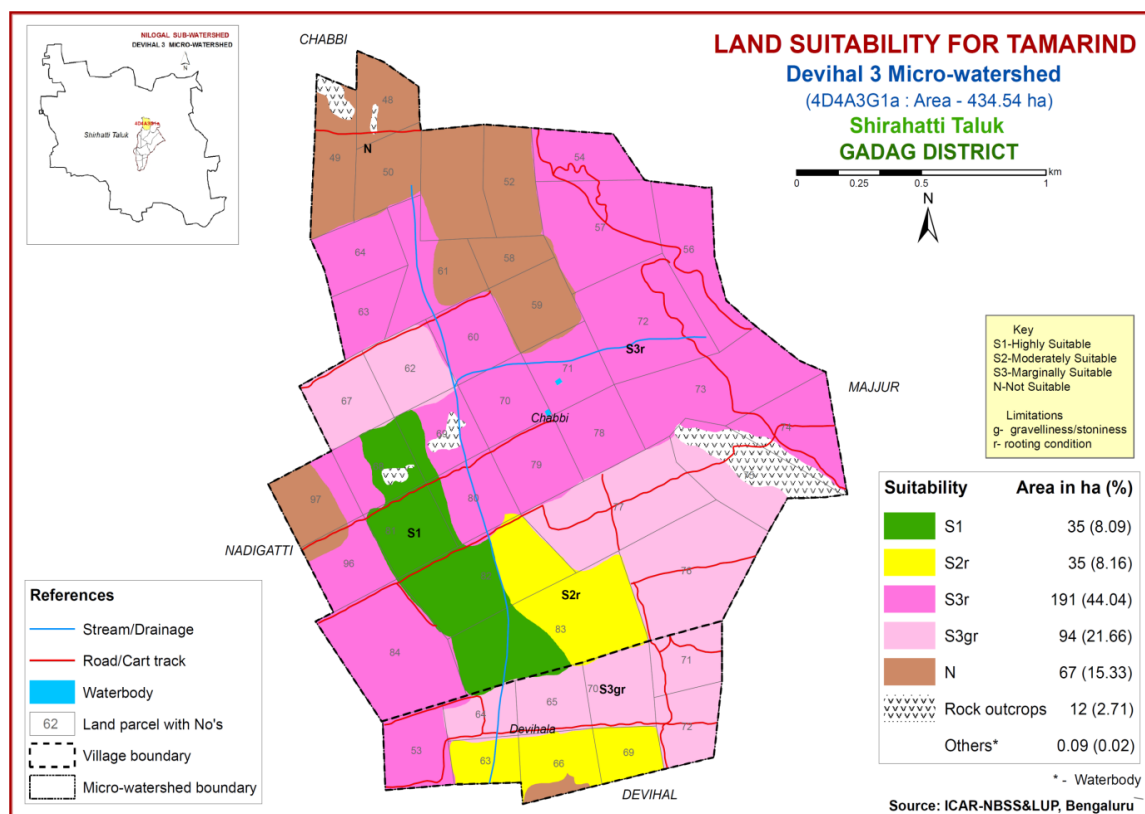 NILOGAL SUB-WATERSHED
DEVIHAL 3 MICRO-WATERSHED
N
4D4A3G1a
Shirahatti Taluk
LAND SUITABILITY FOR TAMARIND
Devihal 3 Micro-watershed
(4D4A3G1a : Area - 434.54 ha)
Shirahatti Taluk
GADAG DISTRICT
km
0 0.25 0.5 1
N
CHABBI
48
49
N
50
52
54
57
56
64
61
58
59
63
60
72
S3r
62
71
67
70
73
MAJJUR
Chabbi
69
78
74
79
75
97
80
77
81
S1
NADIGATTI
96
82
76
S2r
83
84
71
70
S3gr
65
64
Devihala
72
53
63
66
69
DEVIHAL
Key
S1-Highly Suitable
S2-Moderately Suitable
S3-Marginally Suitable
N-Not Suitable
Limitations
g- gravelliness/stoniness
r- rooting condition
Suitability Area in ha (%)
S1 35 (8.09)
S2r 35 (8.16)
S3r 191 (44.04)
S3gr 94 (21.66)
N 67 (15.33)
Rock outcrops 12 (2.71)
Others* 0.09 (0.02)
* - Waterbody
Source: ICAR-NBSS&LUP, Bengaluru
References
Stream/Drainage
Road/Cart track
Waterbody
62 Land parcel with No's
Village boundary
Micro-watershed boundary